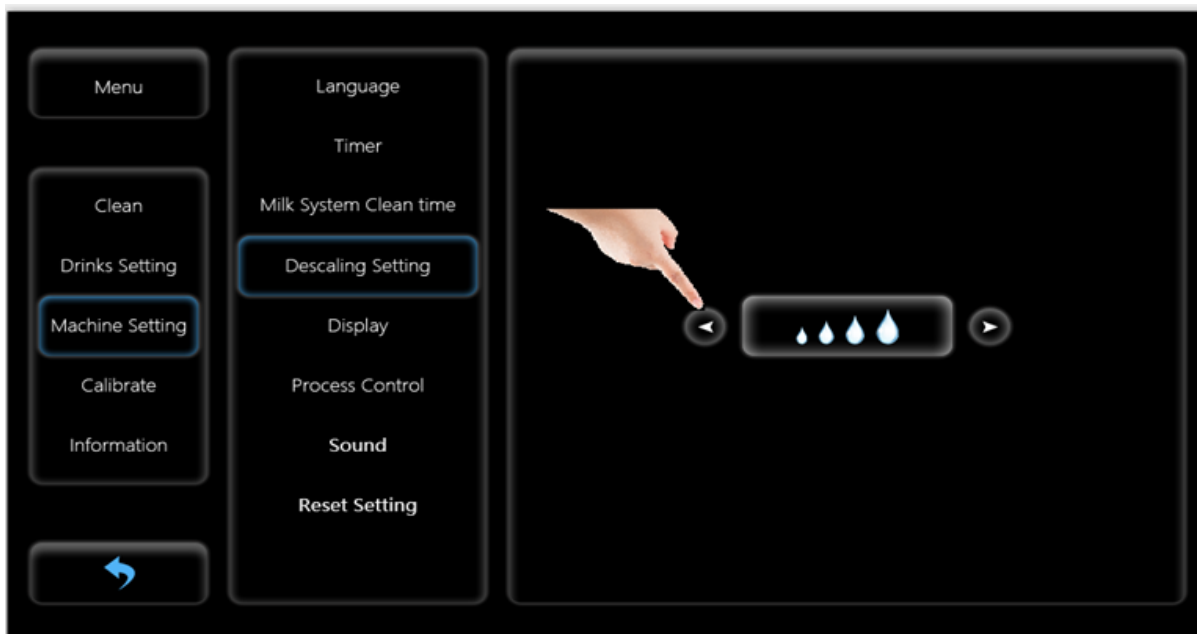 Menu
Clean
Drinks Setting
Machine Setting
Calibrate
Information
Language
Timer
Milk System Clean time
Descaling Setting
Display
Process Control
Sound
Reset Setting